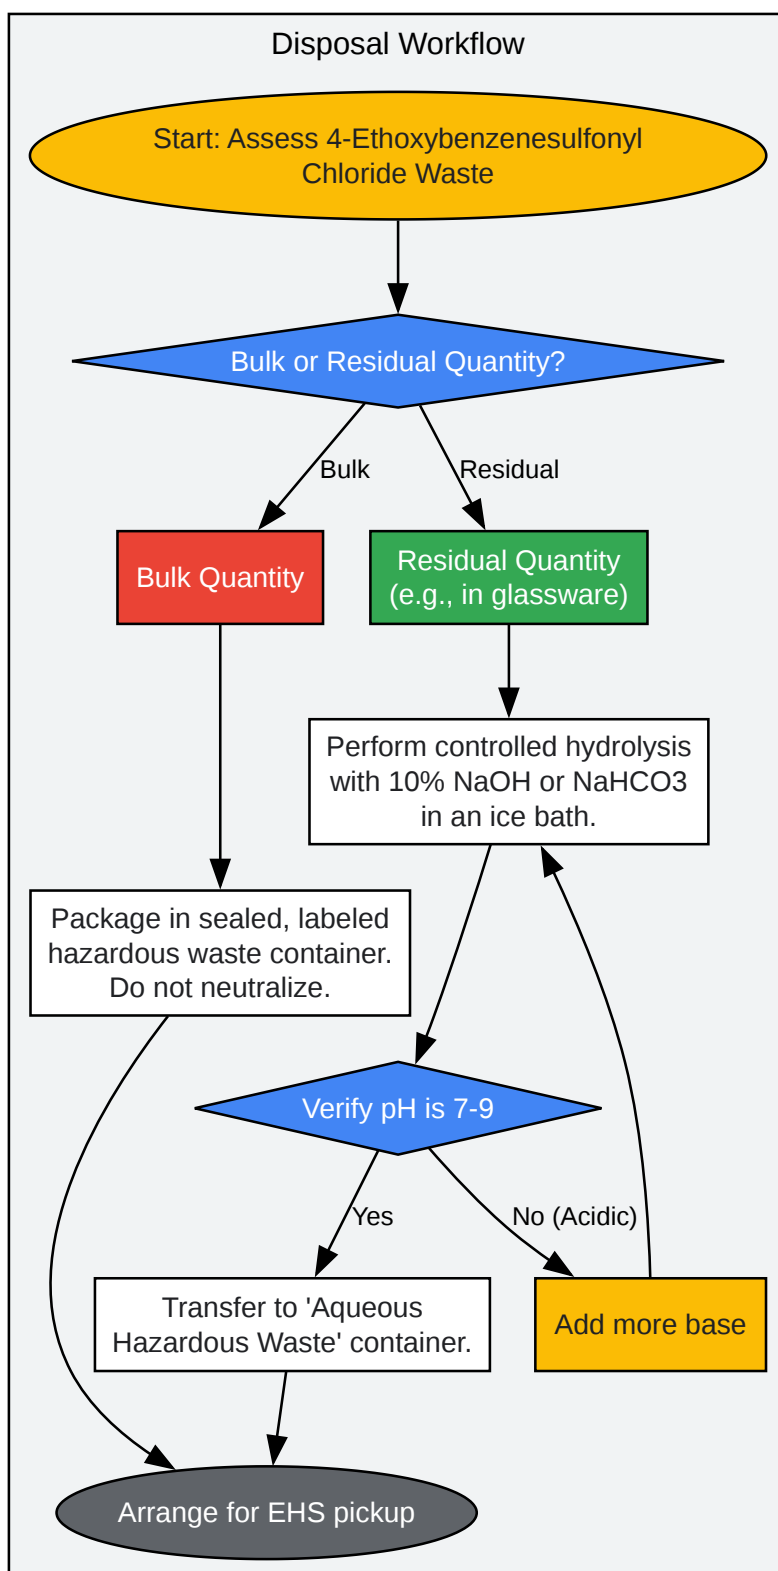 Disposal Workflow
Start: Assess 4-Ethoxybenzenesulfonyl
Chloride Waste
Bulk or Residual Quantity?
Bulk
Residual
Bulk Quantity
Residual Quantity
(e.g., in glassware)
Perform controlled hydrolysis
with 10% NaOH or NaHCO3
in an ice bath.
Package in sealed, labeled
hazardous waste container.
Do not neutralize.
Verify pH is 7-9
Yes
No (Acidic)
Transfer to 'Aqueous
Hazardous Waste' container.
Add more base
Arrange for EHS pickup